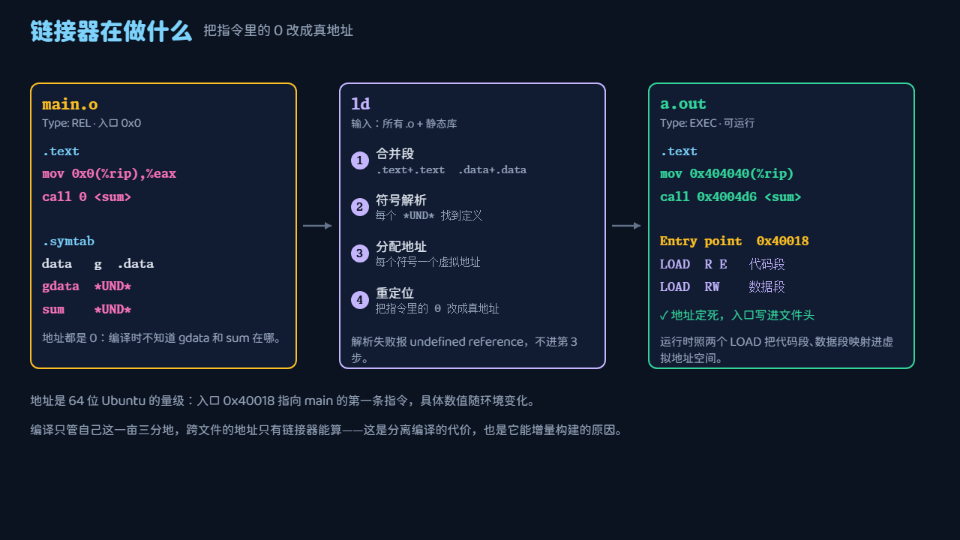 链接器在做什么 把指令里的 0 改成真地址
main.o
Type: REL · 入口 0x0
.text
mov 0x0(%rip),%eax
call 0 <sum>
.symtab
data g .data
gdata *UND*
sum *UND*
地址都是 0：编译时不知道 gdata 和 sum 在哪。
ld
输入：所有 .o + 静态库
1 合并段
.text+.text .data+.data
2 符号解析
每个 *UND* 找到定义
3 分配地址
每个符号一个虚拟地址
4 重定位
把指令里的 0 改成真地址
解析失败报 undefined reference，不进第 3
步。
a.out
Type: EXEC · 可运行
.text
mov 0x404040(%rip)
call 0x4004d6 <sum>
Entry point 0x40018
LOAD R E 代码段
LOAD RW 数据段
✓ 地址定死，入口写进文件头
运行时照两个 LOAD 把代码段、数据段映射进虚
拟地址空间。
地址是 64 位 Ubuntu 的量级：入口 0x40018 指向 main 的第一条指令，具体数值随环境变化。
编译只管自己这一亩三分地，跨文件的地址只有链接器能算——这是分离编译的代价，也是它能增量构建的原因。